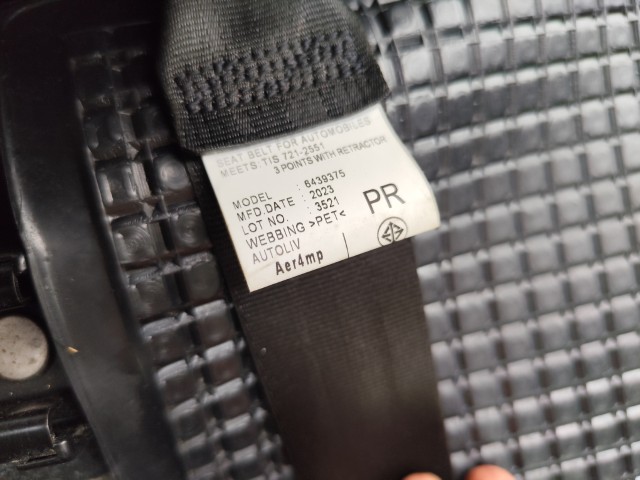 SEAT BELT FOR AUTOMOBILES
MEETS: TIS 721-2551
3 POINTS WITH RETRACTOR
MODEL : 6439375
MFD.DATE : 2023
LOT NO. : 3521
WEBBING >PET<
AUTOLIV
PR
Aer4mp